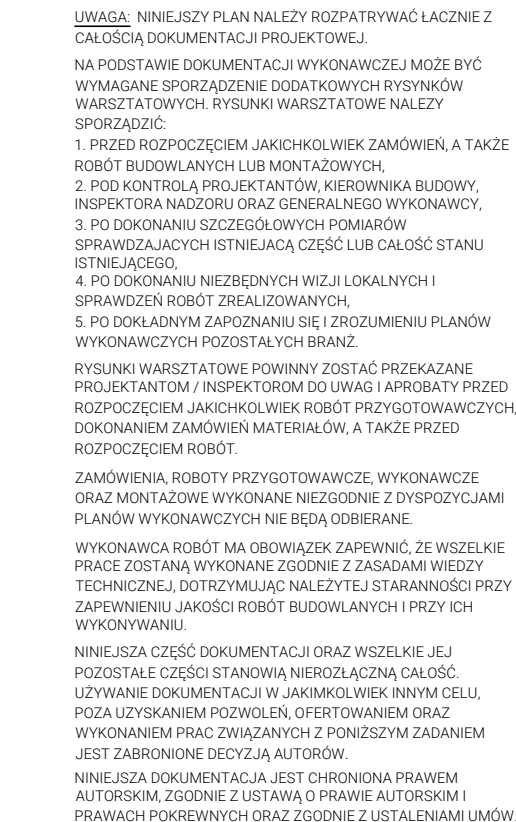 UWAGA: NINIEJSZY PLAN NALEŻY ROZPATRYWAĆ ŁACZNIE Z
CAŁOŚCIĄ DOKUMENTACJI PROJEKTOWEJ.
NA PODSTAWIE DOKUMENTACJI WYKONAWCZEJ MOŻE BYĆ
WYMAGANE SPORZĄDZENIE DODATKOWYCH RYSYNKÓW
WARSZTATOWYCH. RYSUNKI WARSZTATOWE NALEZY
SPORZĄDZIĆ:
1. PRZED ROZPOCZĘCIEM JAKICHKOLWIEK ZAMÓWIEŃ, A TAKŻE
ROBÓT BUDOWLANYCH LUB MONTAŻOWYCH,
2. POD KONTROLĄ PROJEKTANTÓW, KIEROWNIKA BUDOWY,
INSPEKTORA NADZORU ORAZ GENERALNEGO WYKONAWCY,
3. PO DOKONANIU SZCZEGÓŁOWYCH POMIARÓW
SPRAWDZAJACYCH ISTNIEJACĄ CZĘŚĆ LUB CAŁOŚĆ STANU
ISTNIEJĄCEGO,
4. PO DOKONANIU NIEZBĘDNYCH WIZJI LOKALNYCH I
SPRAWDZEŃ ROBÓT ZREALIZOWANYCH,
5. PO DOKŁADNYM ZAPOZNANIU SIĘ I ZROZUMIENIU PLANÓW
WYKONAWCZYCH POZOSTAŁYCH BRANŻ.
RYSUNKI WARSZTATOWE POWINNY ZOSTAĆ PRZEKAZANE
PROJEKTANTOM / INSPEKTOROM DO UWAG I APROBATY PRZED
ROZPOCZĘCIEM JAKICHKOLWIEK ROBÓT PRZYGOTOWAWCZYCH,
DOKONANIEM ZAMÓWIEŃ MATERIAŁÓW, A TAKŻE PRZED
ROZPOCZĘCIEM ROBÓT.
ZAMÓWIENIA, ROBOTY PRZYGOTOWAWCZE, WYKONAWCZE
ORAZ MONTAŻOWE WYKONANE NIEZGODNIE Z DYSPOZYCJAMI
PLANÓW WYKONAWCZYCH NIE BĘDĄ ODBIERANE.
WYKONAWCA ROBÓT MA OBOWIĄZEK ZAPEWNIĆ, ŻE WSZELKIE
PRACE ZOSTANĄ WYKONANE ZGODNIE Z ZASADAMI WIEDZY
TECHNICZNEJ, DOTRZYMUJĄC NALEŻYTEJ STARANNOŚCI PRZY
ZAPEWNIENIU JAKOŚCI ROBÓT BUDOWLANYCH I PRZY ICH
WYKONYWANIU.
NINIEJSZA CZĘŚĆ DOKUMENTACJI ORAZ WSZELKIE JEJ
POZOSTAŁE CZĘŚCI STANOWIĄ NIEROZŁĄCZNĄ CAŁOŚĆ.
UŻYWANIE DOKUMENTACJI W JAKIMKOLWIEK INNYM CELU,
POZA UZYSKANIEM POZWOLEŃ, OFERTOWANIEM ORAZ
WYKONANIEM PRAC ZWIĄZANYCH Z PONIŻSZYM ZADANIEM
JEST ZABRONIONE DECYZJĄ AUTORÓW.
NINIEJSZA DOKUMENTACJA JEST CHRONIONA PRAWEM
AUTORSKIM, ZGODNIE Z USTAWĄ O PRAWIE AUTORSKIM I
PRAWACH POKREWNYCH ORAZ ZGODNIE Z USTALENIAMI UMÓW.